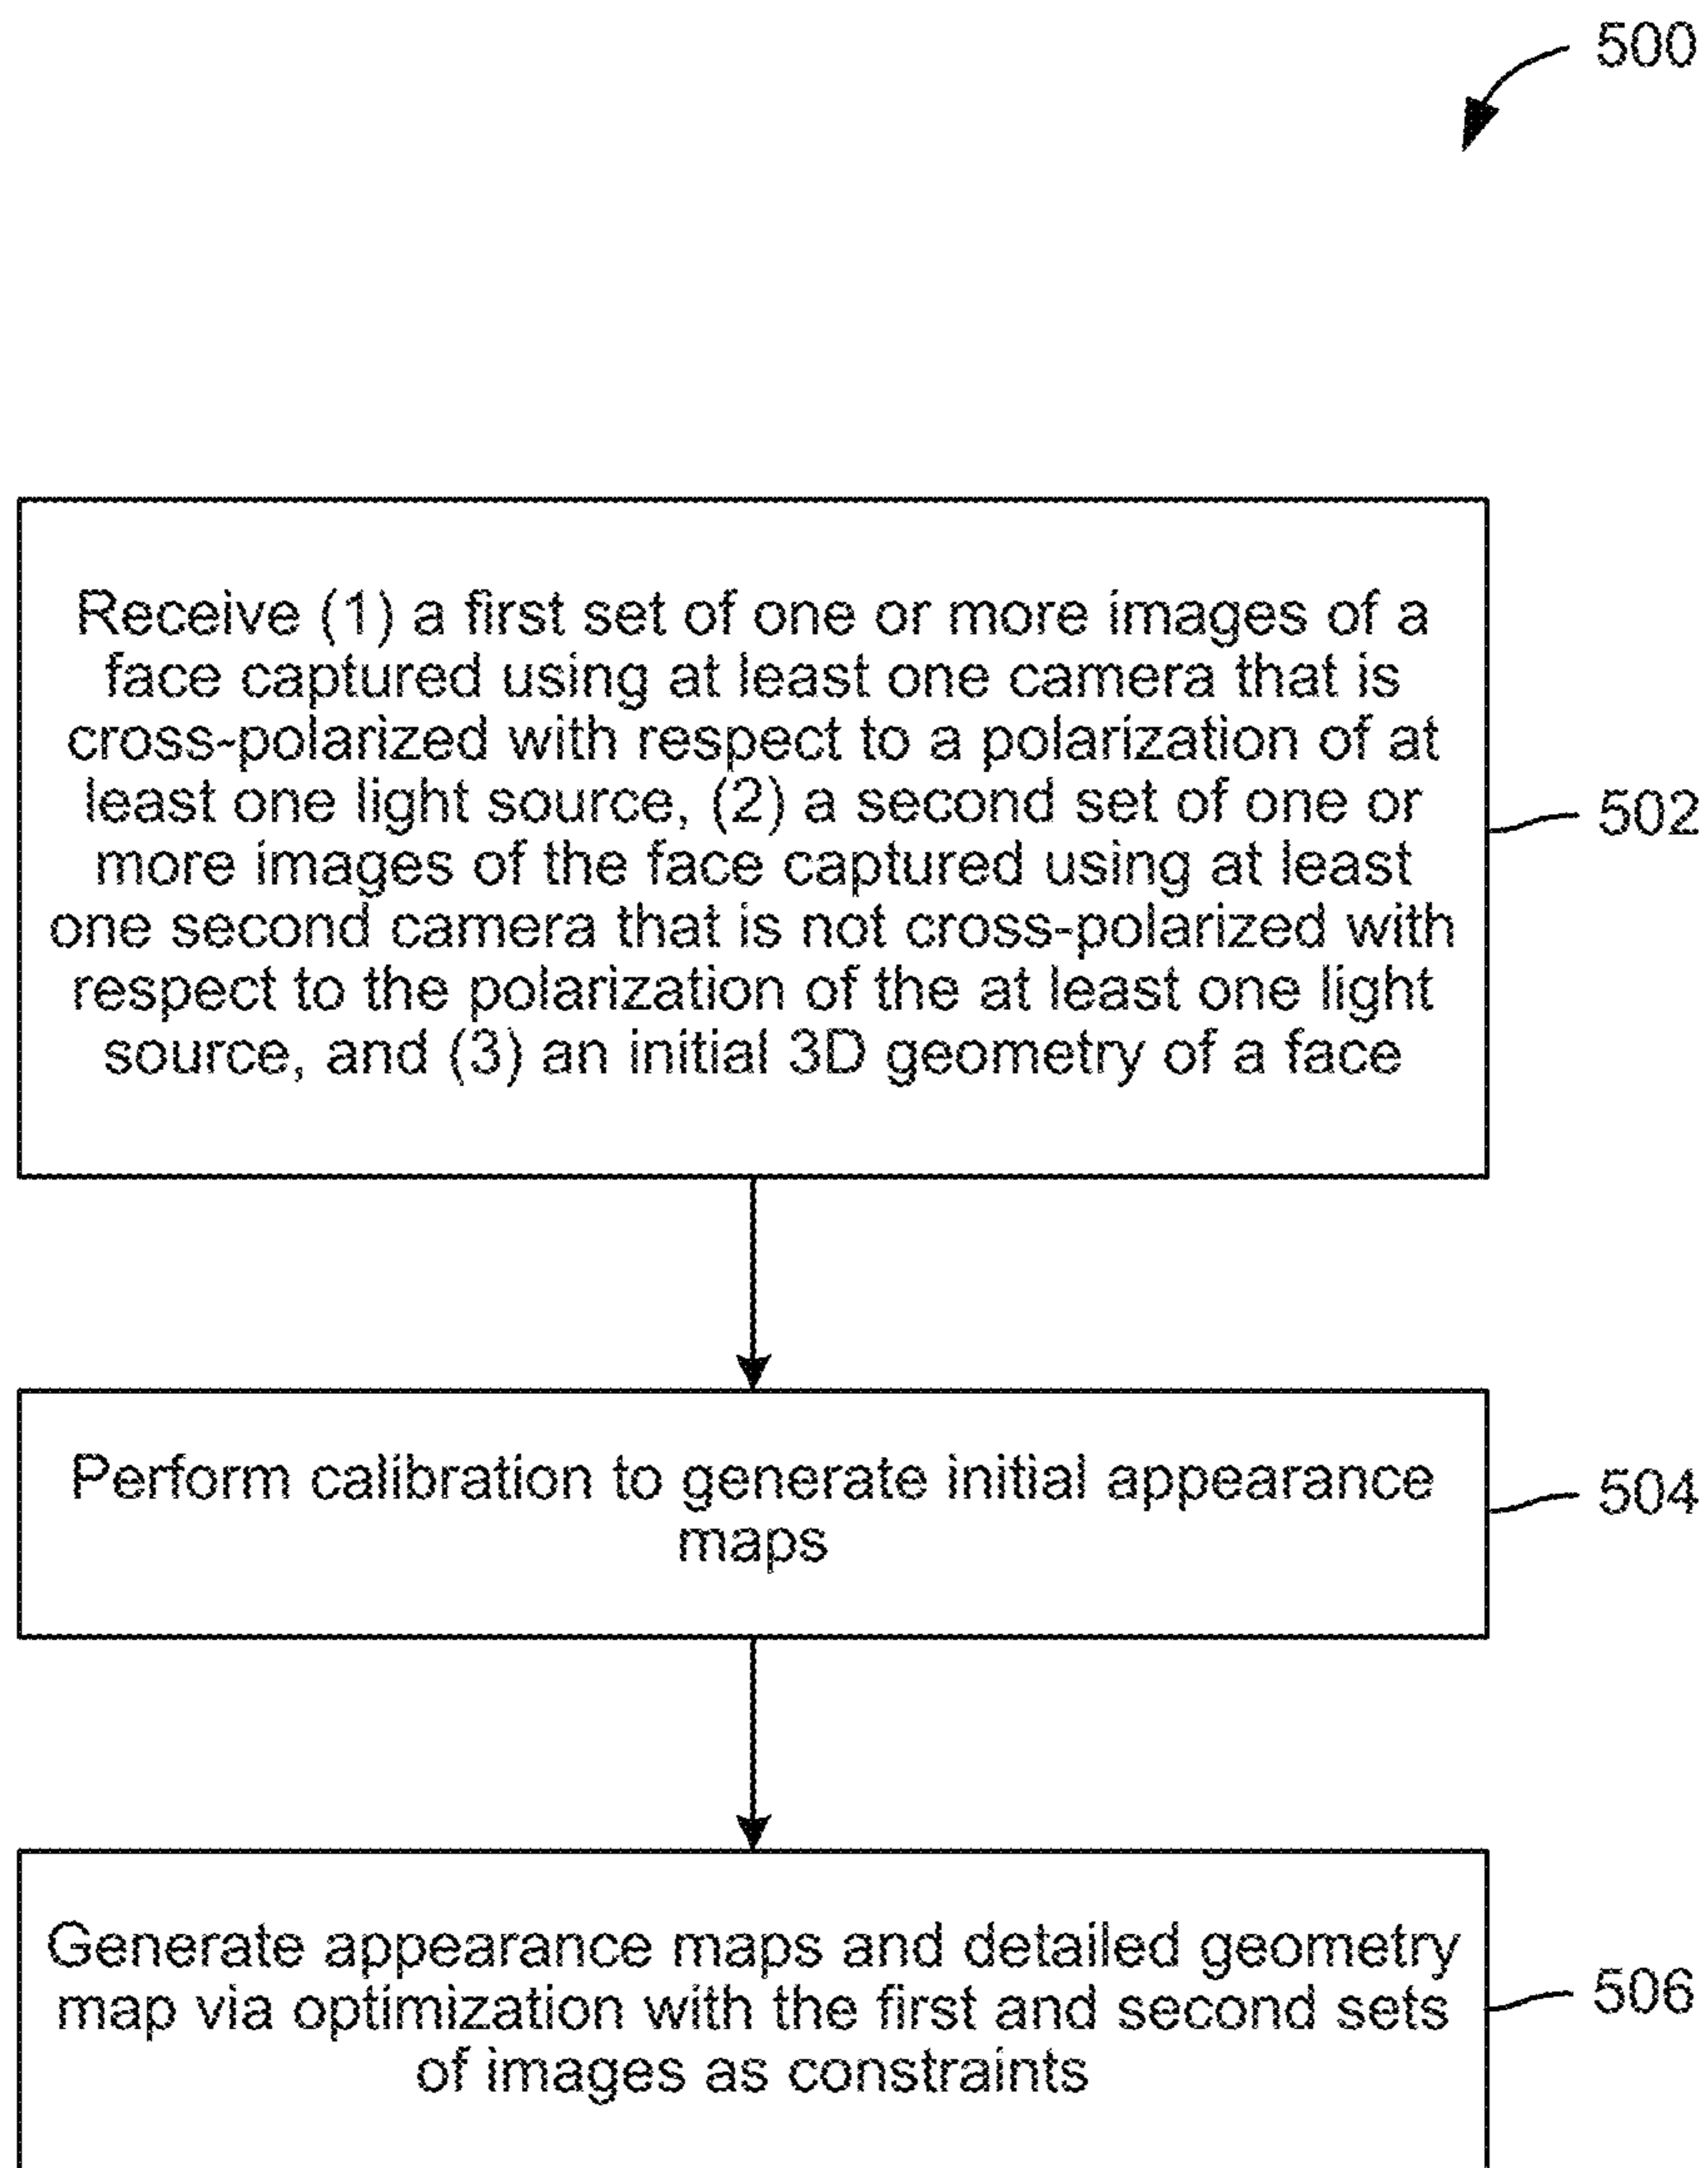 500
Receive (1) a first set of one or more images of a
face captured using at least one camera that is
cross-polarized with respect to a polarization of at
least one light source, (2) a second set of one or
more images of the face captured using at least
one second camera that is not cross-polarized with
respect to the polarization of the at least one light
source, and (3) an initial 3D geometry of a face
502
Perform calibration to generate initial appearance
maps
504
Generate appearance maps and detailed geometry
map via optimization with the first and second sets
of images as constraints
506